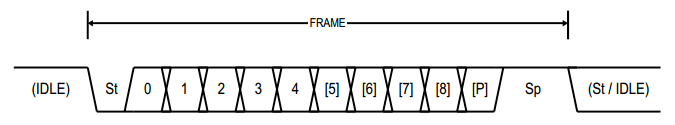 FRAME
(IDLE) St 0 1 2 3 4 [5] [6] [7] [8] [P] Sp (St / IDLE)